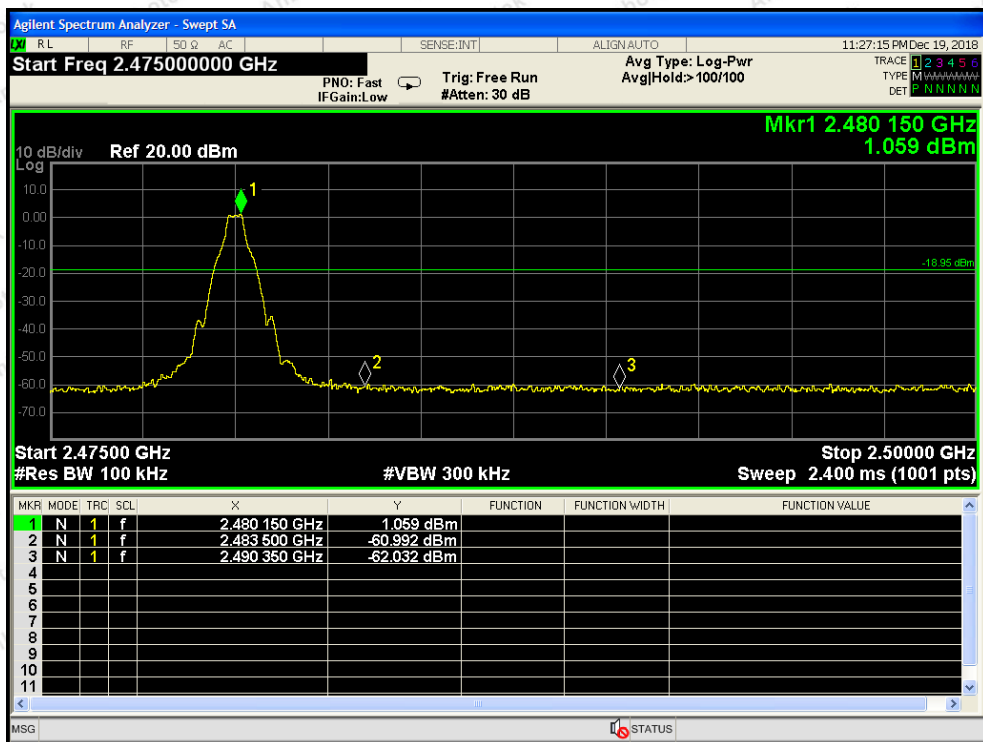 Agilent Spectrum Analyzer - Swept SA
LXI RL RF 50 Ω AC SENSE:INT ALIGN AUTO 11:27:15 PM Dec 19, 2018
Start Freq 2.475000000 GHz
PNO: Fast
IFGain:Low
Trig: Free Run
#Atten: 30 dB
Avg Type: Log-Pwr
Avg|Hold:>100/100
TRACE 1 2 3 4 5 6
TYPE M
DET P N N N N N
Mkr1 2.480 150 GHz
1.059 dBm
10 dB/div Ref 20.00 dBm
Log
10.0
0.00
-10.0
-20.0
-30.0
-40.0
-50.0
-60.0
-70.0
1
-18.95 dBm
2
3
Start 2.47500 GHz Stop 2.50000 GHz
#Res BW 100 kHz #VBW 300 kHz Sweep 2.400 ms (1001 pts)
MKR MODE TRC SCL X Y FUNCTION FUNCTION WIDTH FUNCTION VALUE
1 N 1 f 2.480 150 GHz 1.059 dBm
2 N 1 f 2.483 500 GHz -60.992 dBm
3 N 1 f 2.490 350 GHz -62.032 dBm
4
5
6
7
8
9
10
11
MSG STATUS